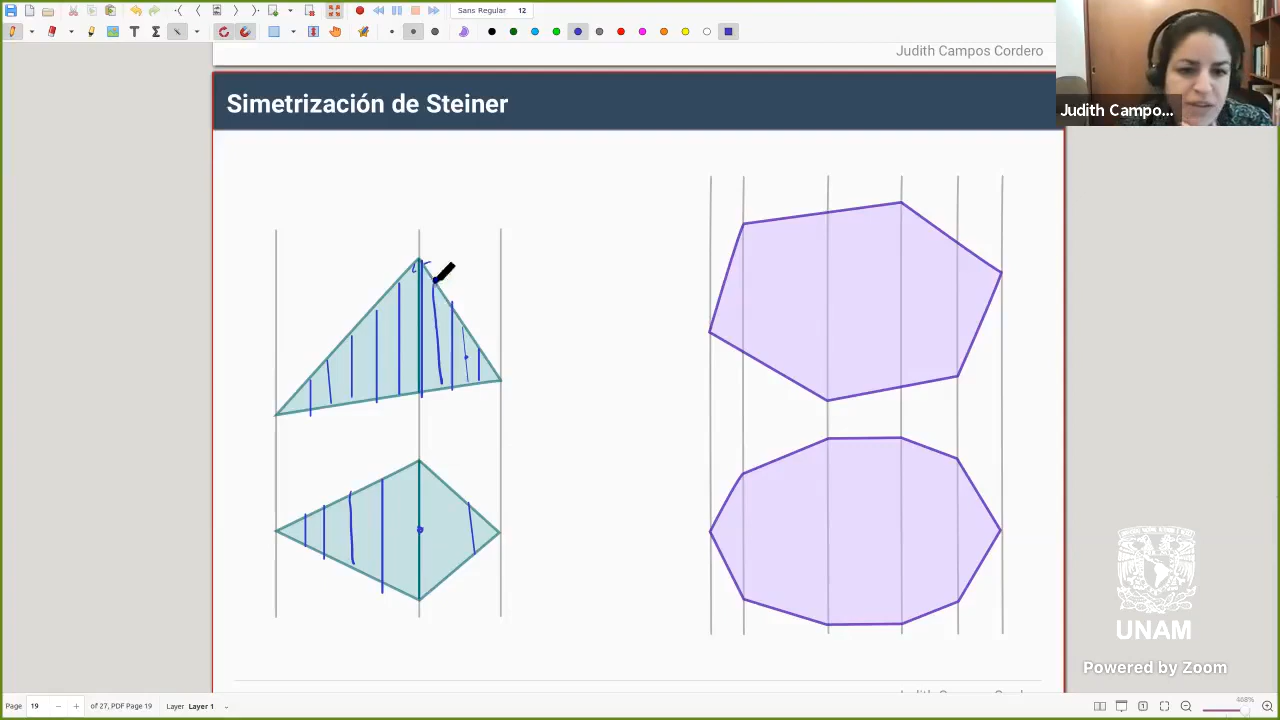 Sans Regular 12
Judith Campos Cordero
Simetrización de Steiner
Judith Campo...
UNAM
Powered by Zoom
Page 19 of 27, PDF Page 19 Layer Layer 1
468%